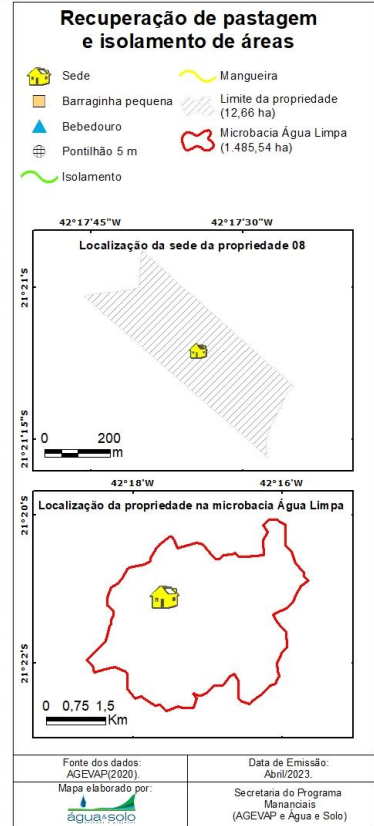 Recuperação de pastagem
e isolamento de áreas
Sede
Barraginha pequena
Bebedouro
Pontilhão 5 m
Isolamento
Mangueira
Limite da propriedade
(12,66 ha)
Microbacia Água Limpa
(1.485,54 ha)
42°17'45"W 42°17'30"W
Localização da sede da propriedade 08
21°21'S
21°21'15"S
0 200
m
42°18'W 42°16'W
Localização da propriedade na microbacia Água Limpa
21°20'S
21°22'S
0 0,75 1,5
Km
Fonte dos dados:
AGEVAP(2020).
Data de Emissão:
Abril/2023.
Mapa elaborado por:
água&solo
Secretaria do Programa
Mananciais
(AGEVAP e Água e Solo)